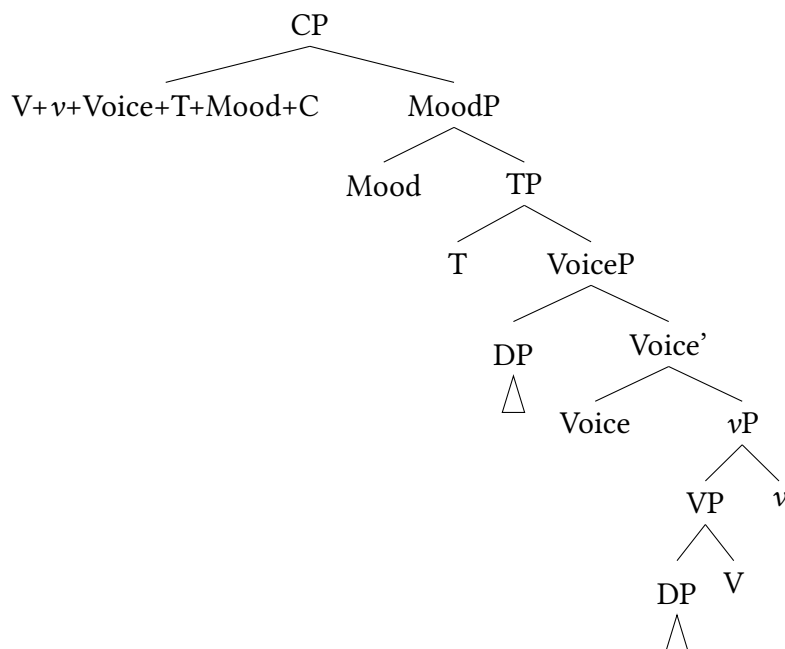 CP
V+v+Voice+T+Mood+C MoodP
Mood TP
T VoiceP
DP Voice’
Voice vP
VP v
DP V